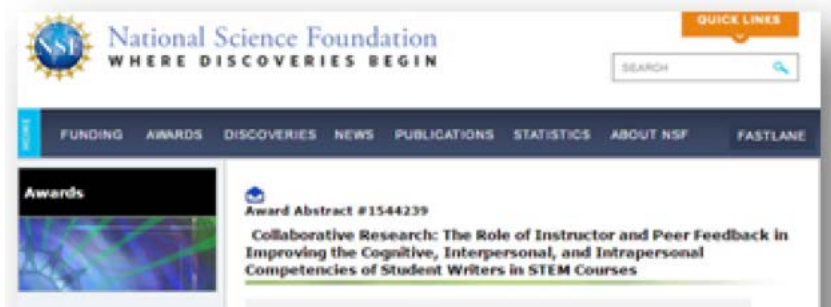 QUICK LINKS
NSF
National Science Foundation
WHERE DISCOVERIES BEGIN
SEARCH
HOME
FUNDING AWARDS DISCOVERIES NEWS PUBLICATIONS STATISTICS ABOUT NSF FASTLANE
Awards
Award Abstract #1544239
Collaborative Research: The Role of Instructor and Peer Feedback in
Improving the Cognitive, Interpersonal, and Intrapersonal
Competencies of Student Writers in STEM Courses